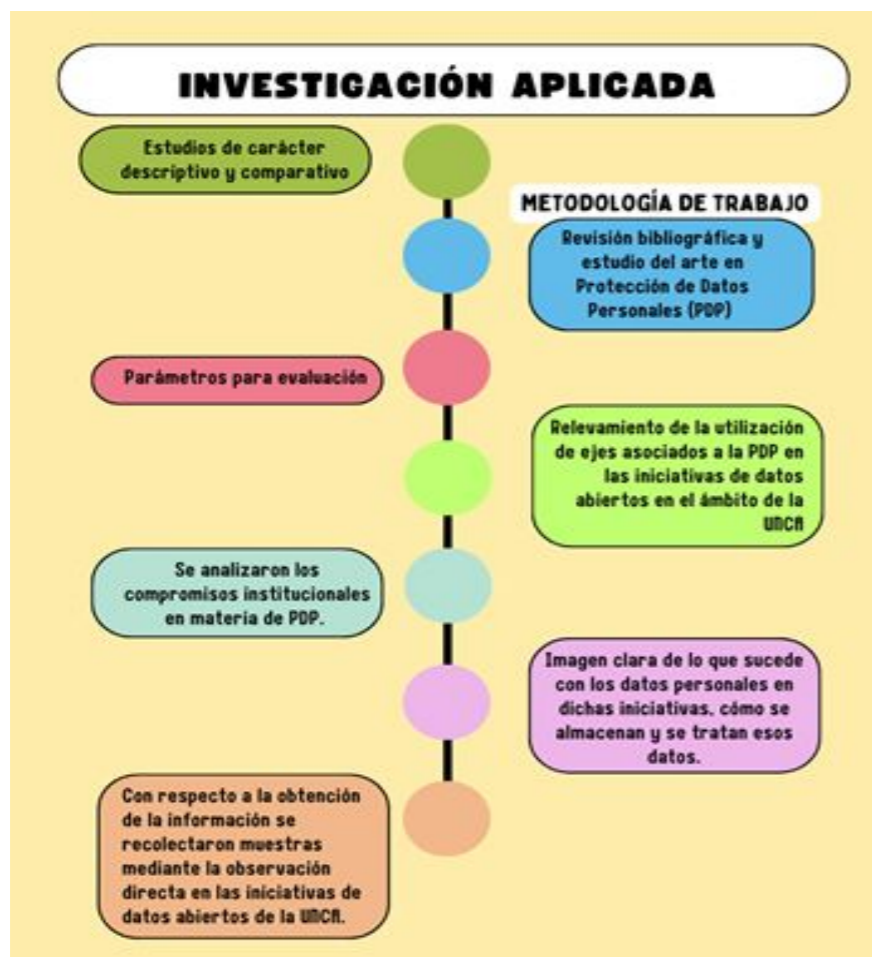 INVESTIGACIÓN APLICADA
Estudios de carácter
descriptivo y comparativo
METODOLOGÍA DE TRABAJO
Revisión bibliográfica y
estudio del arte en
Protección de Datos
Personales (PDP)
Parámetros para evaluación
Relevamiento de la utilización
de ejes asociados a la PDP en
las iniciativas de datos
abiertos en el ámbito de la
UNCA
Se analizaron los
compromisos institucionales
en materia de PDP.
Imagen clara de lo que sucede
con los datos personales en
dichas iniciativas, cómo se
almacenan y se tratan esos
datos.
Con respecto a la obtención
de la información se
recolectaron muestras
mediante la observación
directa en las iniciativas de
datos abiertos de la UNCA.